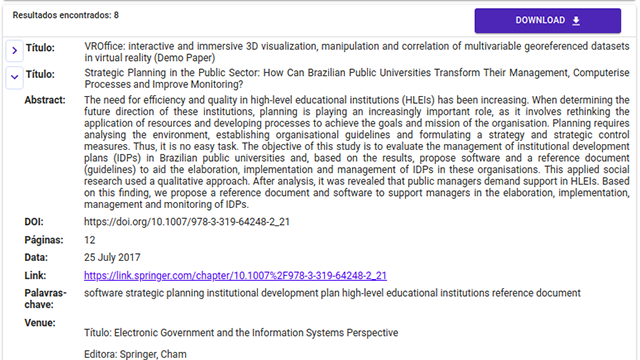 Resultados encontrados: 8
DOWNLOAD
Título: VROffice: interactive and immersive 3D visualization, manipulation and correlation of multivariable georeferenced datasets
in virtual reality (Demo Paper)
Título: Strategic Planning in the Public Sector: How Can Brazilian Public Universities Transform Their Management, Computerise
Processes and Improve Monitoring?
Abstract: The need for efficiency and quality in high-level educational institutions (HLEIs) has been increasing. When determining the
future direction of these institutions, planning is playing an increasingly important role, as it involves rethinking the
application of resources and developing processes to achieve the goals and mission of the organisation. Planning requires
analysing the environment, establishing organisational guidelines and formulating a strategy and strategic control
measures. Thus, it is no easy task. The objective of this study is to evaluate the management of institutional development
plans (IDPs) in Brazilian public universities and, based on the results, propose software and a reference document
(guidelines) to aid the elaboration, implementation and management of IDPs in these organisations. This applied social
research used a qualitative approach. After analysis, it was revealed that public managers demand support in HLEIs. Based
on this finding, we propose a reference document and software to support managers in the elaboration, implementation,
management and monitoring of IDPs.
DOI: https://doi.org/10.1007/978-3-319-64248-2_21
Páginas: 12
Data: 25 July 2017
Link: https://link.springer.com/chapter/10.1007%2F978-3-319-64248-2_21
Palavras-
chave: software strategic planning institutional development plan high-level educational institutions reference document
Venue:
Título: Electronic Government and the Information Systems Perspective
Editora: Springer, Cham